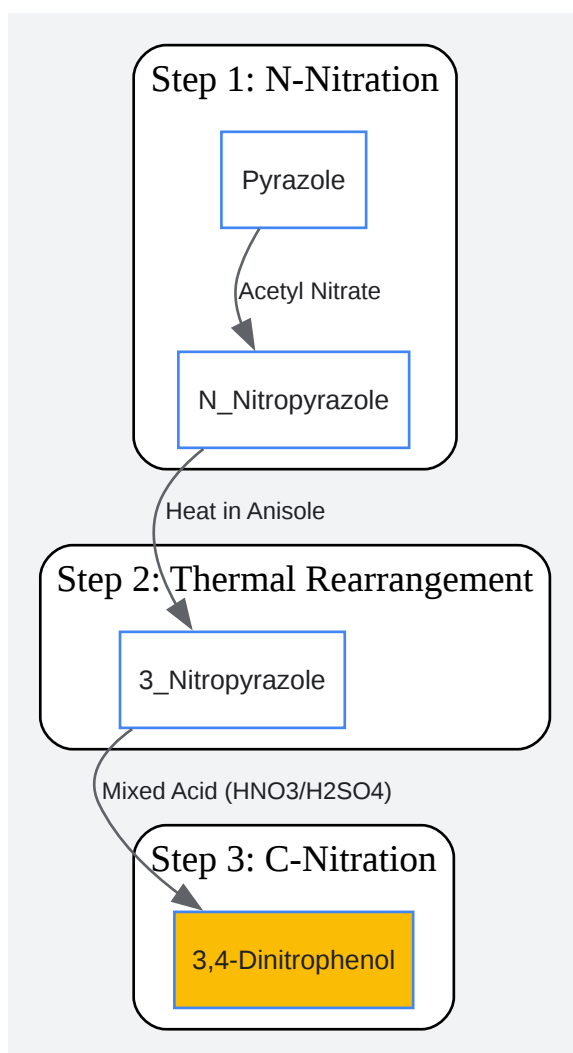 Step 1: N-Nitration
Pyrazole
Acetyl Nitrate
N_Nitropyrazole
Heat in Anisole
Step 2: Thermal Rearrangement
3_Nitropyrazole
Mixed Acid (HNO3/H2SO4)
Step 3: C-Nitration
3,4-Dinitrophenol